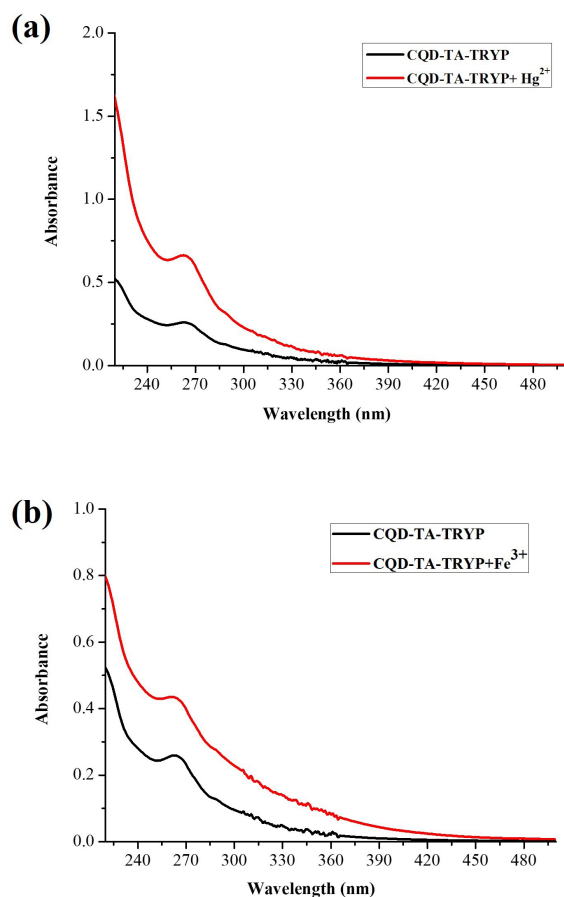 (a)
2.0
CQD-TA-TRYP
CQD-TA-TRYP+ Hg²⁺
1.5
Absorbance
1.0
0.5
0.0
240 270 300 330 360 390 420 450 480
Wavelength (nm)
(b)
1.0
CQD-TA-TRYP
CQD-TA-TRYP+Fe³⁺
0.8
0.6
Absorbance
0.4
0.2
0.0
240 270 300 330 360 390 420 450 480
Wavelength (nm)